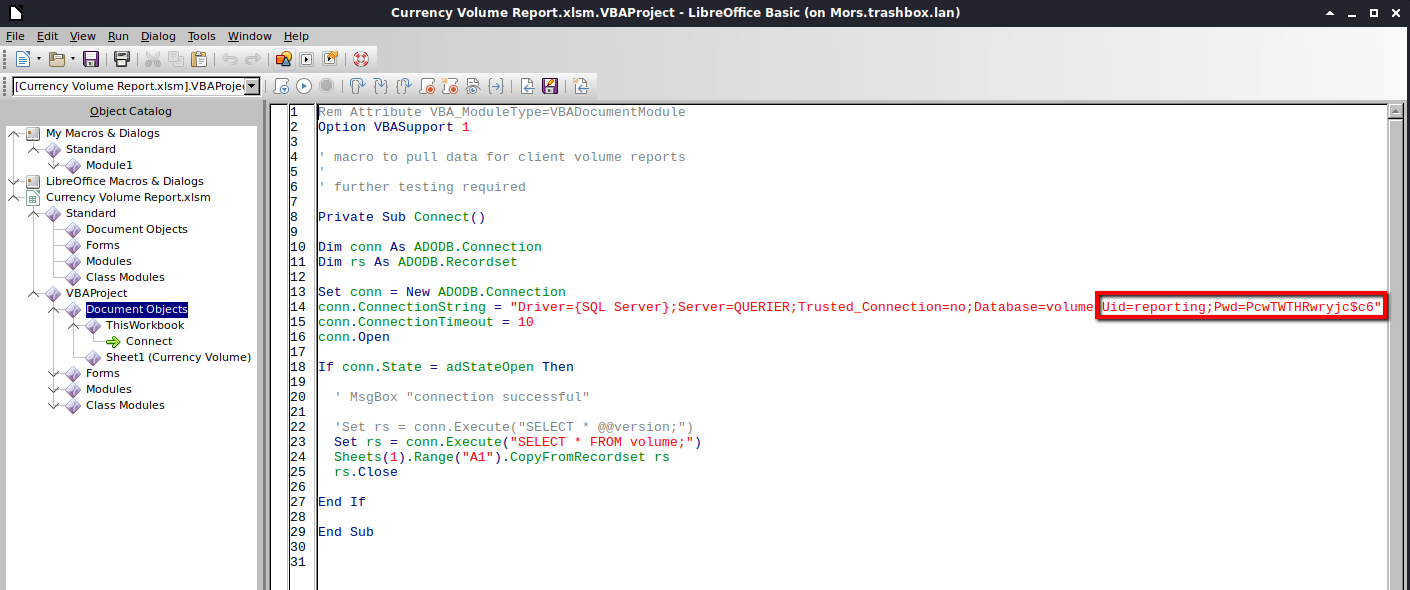 Currency Volume Report.xlsm.VBAProject - LibreOffice Basic (on Mors.trashbox.lan)
File Edit View Run Dialog Tools Window Help
[Currency Volume Report.xlsm].VBAProje
Object Catalog
My Macros & Dialogs
Standard
Module1
LibreOffice Macros & Dialogs
Currency Volume Report.xlsm
Standard
Document Objects
Forms
Modules
Class Modules
VBAProject
Document Objects
ThisWorkbook
Connect
Sheet1 (Currency Volume)
Forms
Modules
Class Modules
1 Rem Attribute VBA_ModuleType=VBADocumentModule
2 Option VBASupport 1
3
4 ' macro to pull data for client volume reports
5 '
6 ' further testing required
7
8 Private Sub Connect()
9
10 Dim conn As ADODB.Connection
11 Dim rs As ADODB.Recordset
12
13 Set conn = New ADODB.Connection
14 conn.ConnectionString = "Driver={SQL Server};Server=QUERIER;Trusted_Connection=no;Database=volume;Uid=reporting;Pwd=PcwTWTHRwryjc$c6"
15 conn.ConnectionTimeout = 10
16 conn.Open
17
18 If conn.State = adStateOpen Then
19
20 ' MsgBox "connection successful"
21
22 'Set rs = conn.Execute("SELECT * @@version;")
23 Set rs = conn.Execute("SELECT * FROM volume;")
24 Sheets(1).Range("A1").CopyFromRecordset rs
25 rs.Close
26
27 End If
28
29 End Sub
30
31